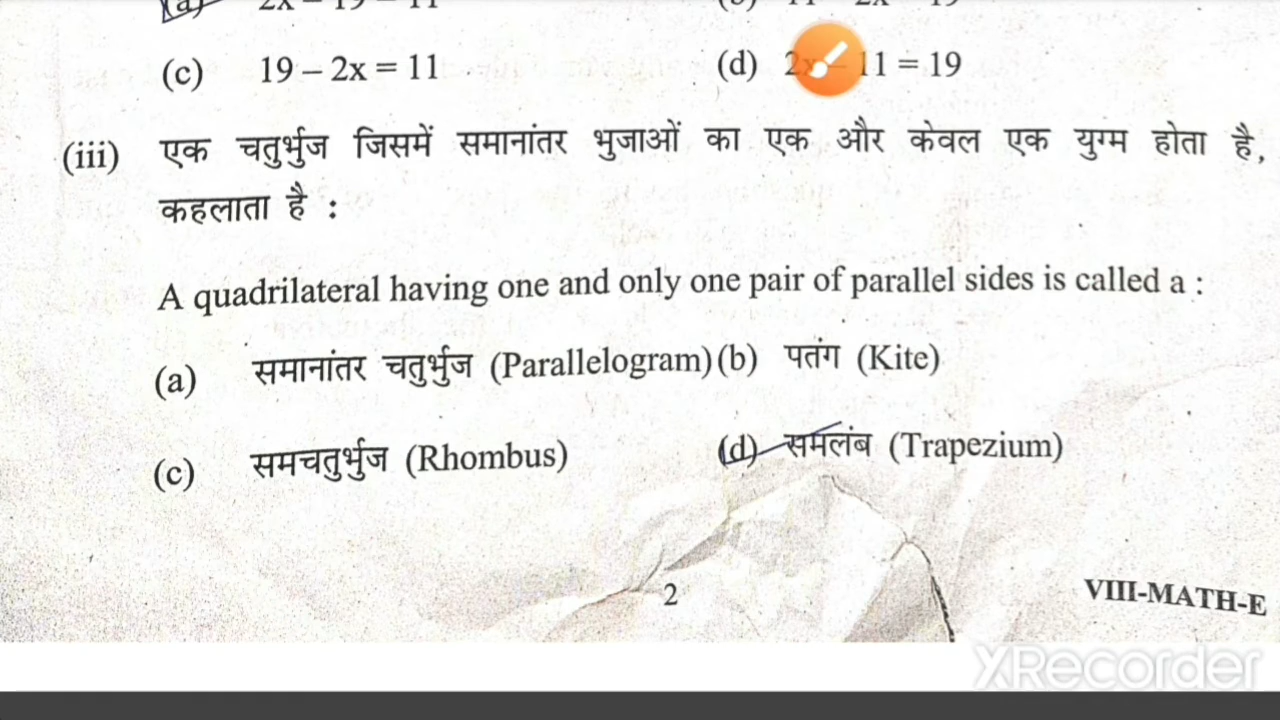 (c) 19 – 2x = 11 (d) 11 = 19
(iii) एक चतुर्भुज जिसमें समानांतर भुजाओं का एक और केवल एक युग्म होता है,
कहलाता है :
A quadrilateral having one and only one pair of parallel sides is called a :
(a) समानांतर चतुर्भुज (Parallelogram) (b) पतंग (Kite)
(c) समचतुर्भुज (Rhombus) (d) समलंब (Trapezium)
2
VIII-MATH-E
XRecorder